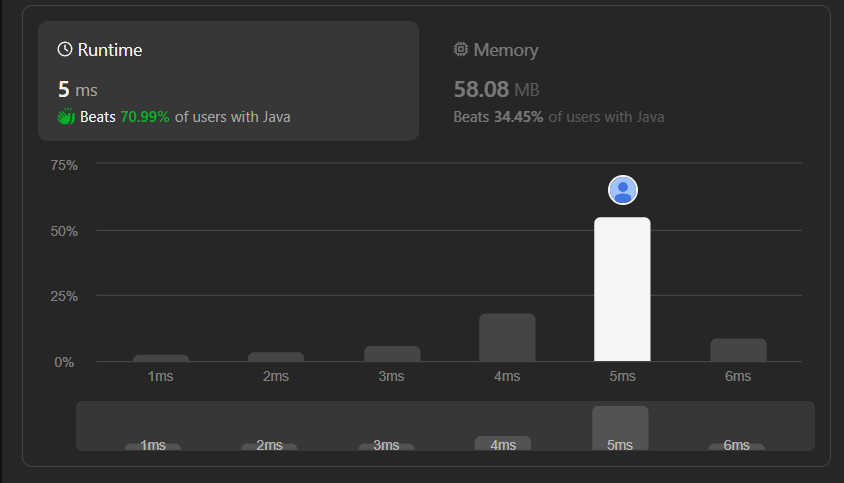 Runtime
5 ms
Beats 70.99% of users with Java
Memory
58.08 MB
Beats 34.45% of users with Java
75%
50%
25%
0%
1ms 2ms 3ms 4ms 5ms 6ms
1ms 2ms 3ms 4ms 5ms 6ms